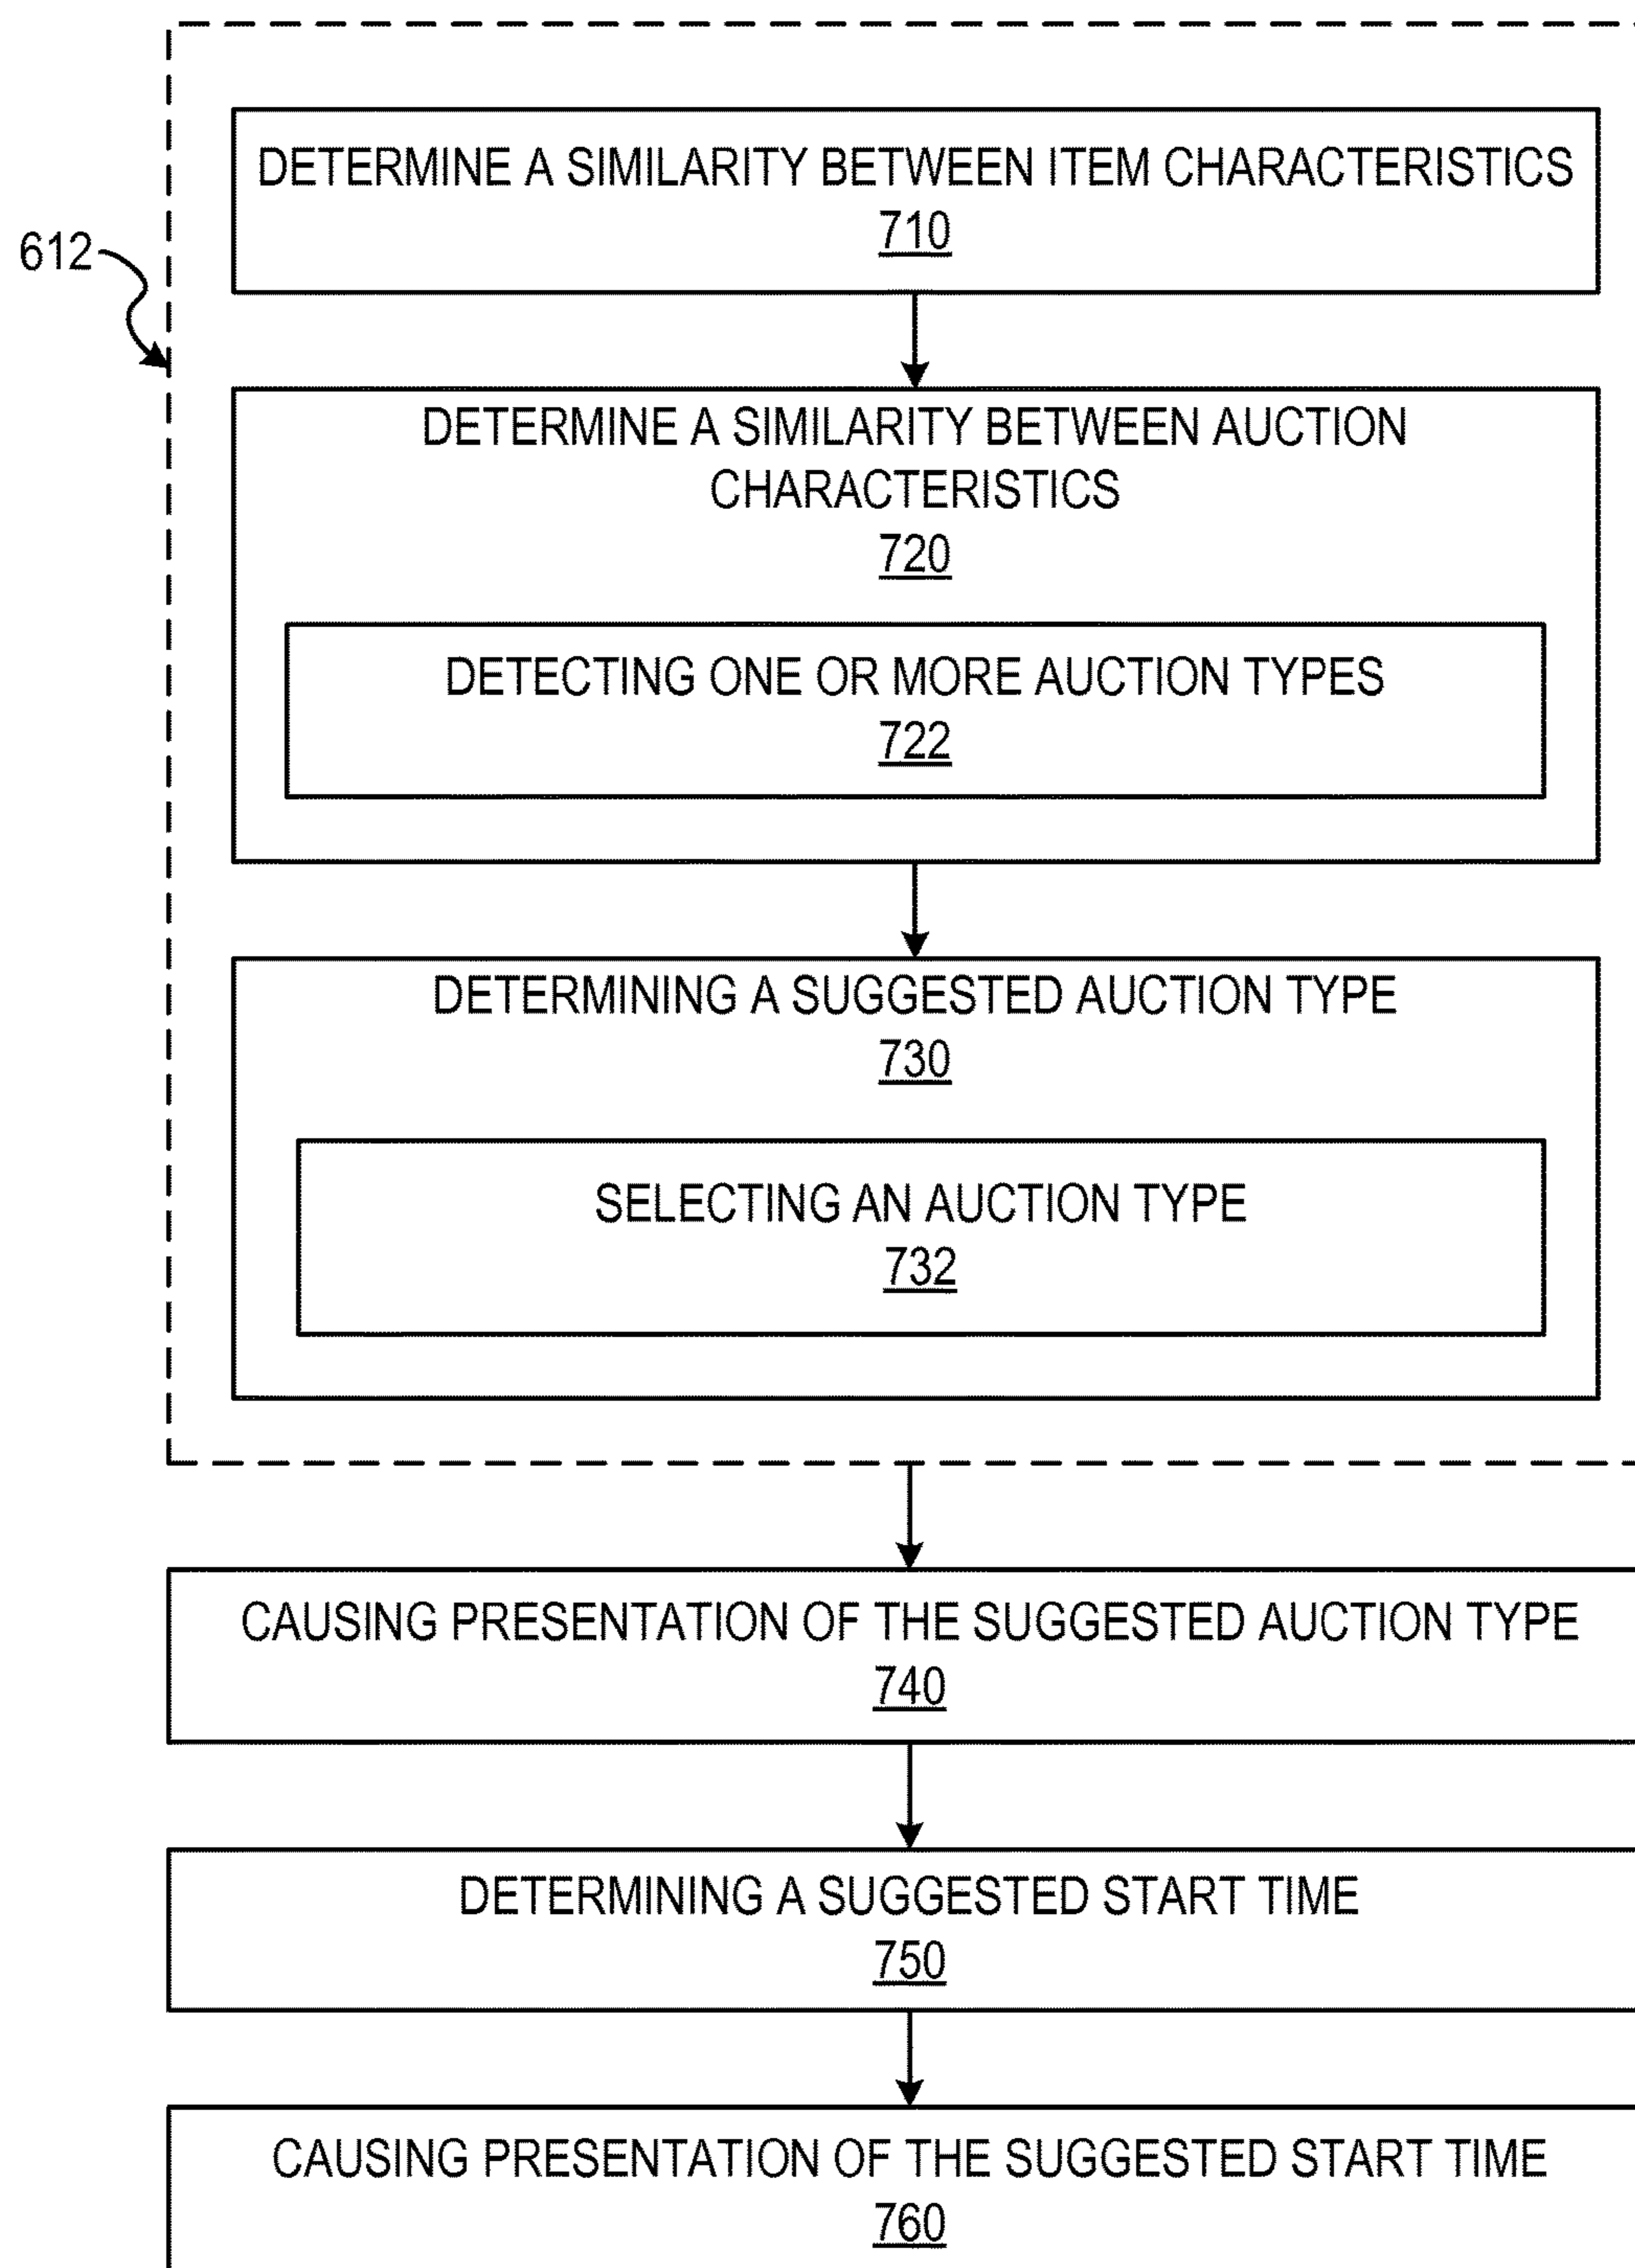 DETERMINE A SIMILARITY BETWEEN ITEM CHARACTERISTICS
710
612
DETERMINE A SIMILARITY BETWEEN AUCTION
CHARACTERISTICS
720
DETECTING ONE OR MORE AUCTION TYPES
722
DETERMINING A SUGGESTED AUCTION TYPE
730
SELECTING AN AUCTION TYPE
732
CAUSING PRESENTATION OF THE SUGGESTED AUCTION TYPE
740
DETERMINING A SUGGESTED START TIME
750
CAUSING PRESENTATION OF THE SUGGESTED START TIME
760